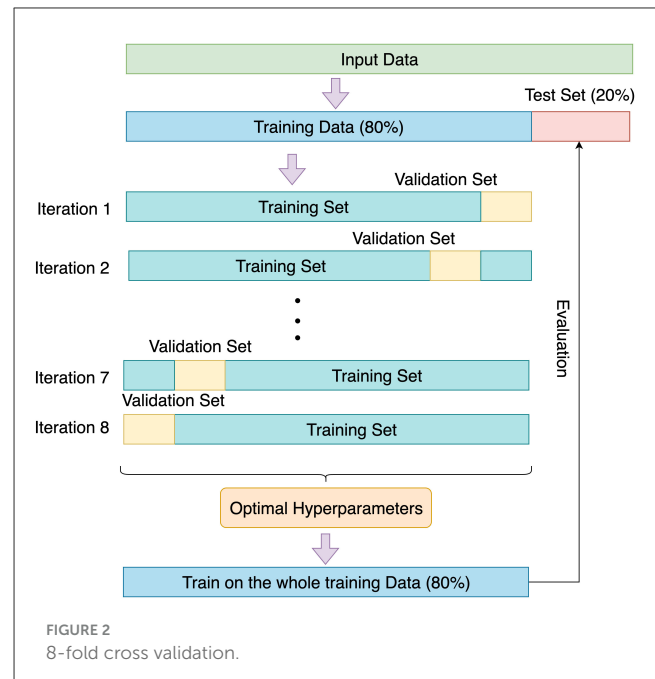 Input Data
Test Set (20%)
Training Data (80%)
Validation Set
Iteration 1
Training Set
Validation Set
Iteration 2
Training Set
Validation Set
Iteration 7
Training Set
Validation Set
Iteration 8
Training Set
Evaluation
Optimal Hyperparameters
Train on the whole training Data (80%)
FIGURE 2
8-fold cross validation.